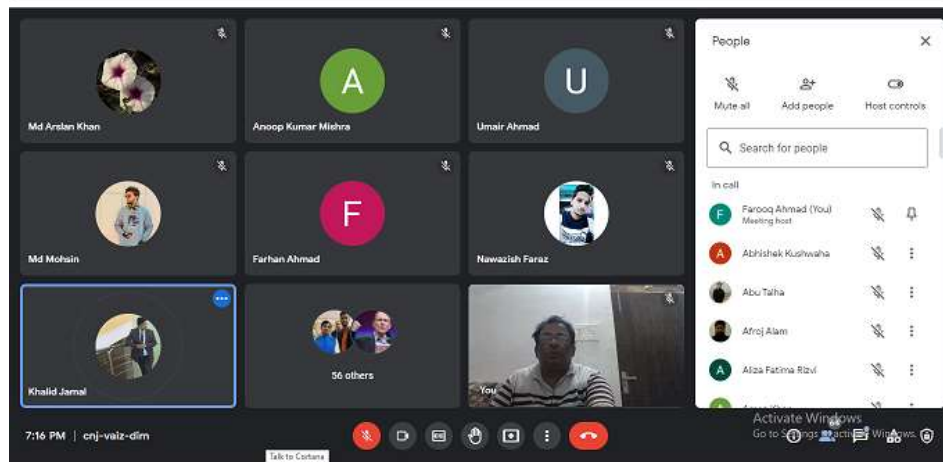 Md Arslan Khan
A
Anoop Kumar Mishra
U
Umair Ahmad
Md Mohsin
F
Farhan Ahmad
Nawazish Faraz
Khalid Jamal
56 others
You
People
Mute all
Add people
Host controls
Search for people
In call
F
Farooq Ahmad (You)
Meeting host
A
Abhishek Kushwaha
Abu Talha
Afroj Alam
A
Aliza Fatima Rizvi
Activate Windows
Go to Settings to activate Windows.
7:16 PM | cnj-vaiz-dim
Talk to Cortana